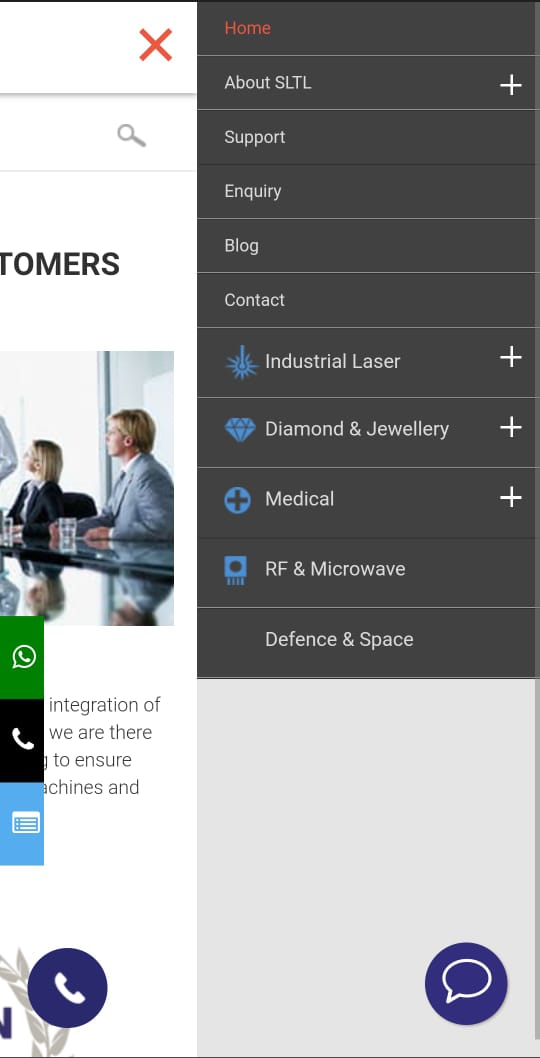 Home
About SLTL
Support
Enquiry
Blog
Contact
Industrial Laser
Diamond & Jewellery
Medical
RF & Microwave
Defence & Space
TOMERS
integration of
we are there
g to ensure
achines and
N